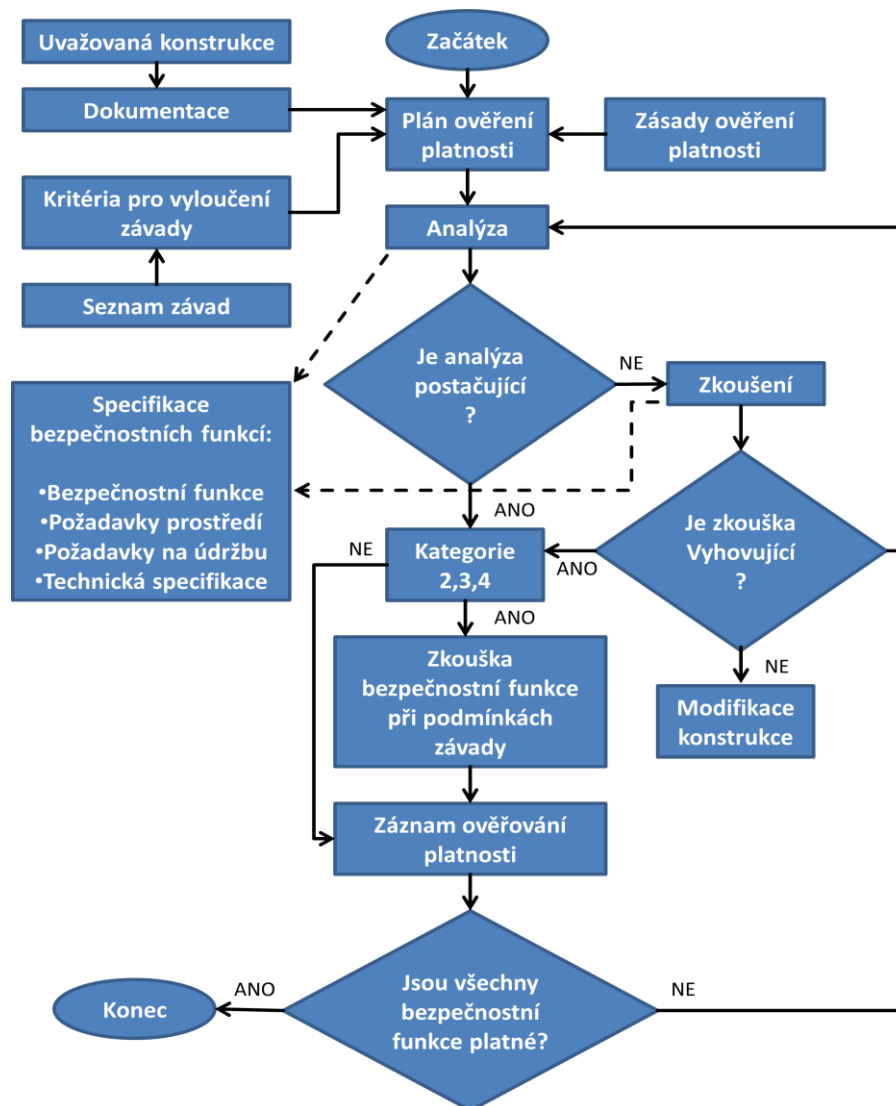 Uvažovaná konstrukce
Začátek
Dokumentace
Plán ověření
platnosti
Zásady ověření
platnosti
Kritéria pro vyloučení
závady
Analýza
Seznam závad
Je analýza
postačující
?
NE
Zkoušení
Specifikace
bezpečnostních funkcí:
•Bezpečnostní funkce
•Požadavky prostředí
•Požadavky na údržbu
•Technická specifikace
ANO
Je zkouška
Vyhovující
?
ANO
NE
Kategorie
2,3,4
ANO
NE
Zkouška
bezpečnostní funkce
při podmínkách
závady
Modifikace
konstrukce
Záznam ověřování
platnosti
Jsou všechny
bezpečnostní
funkce platné?
ANO
NE
Konec